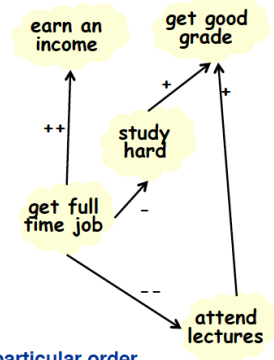 earn an
income
get good
grade
+
+
++
study
hard
get full
time job
-
--
attend
lectures
particular order